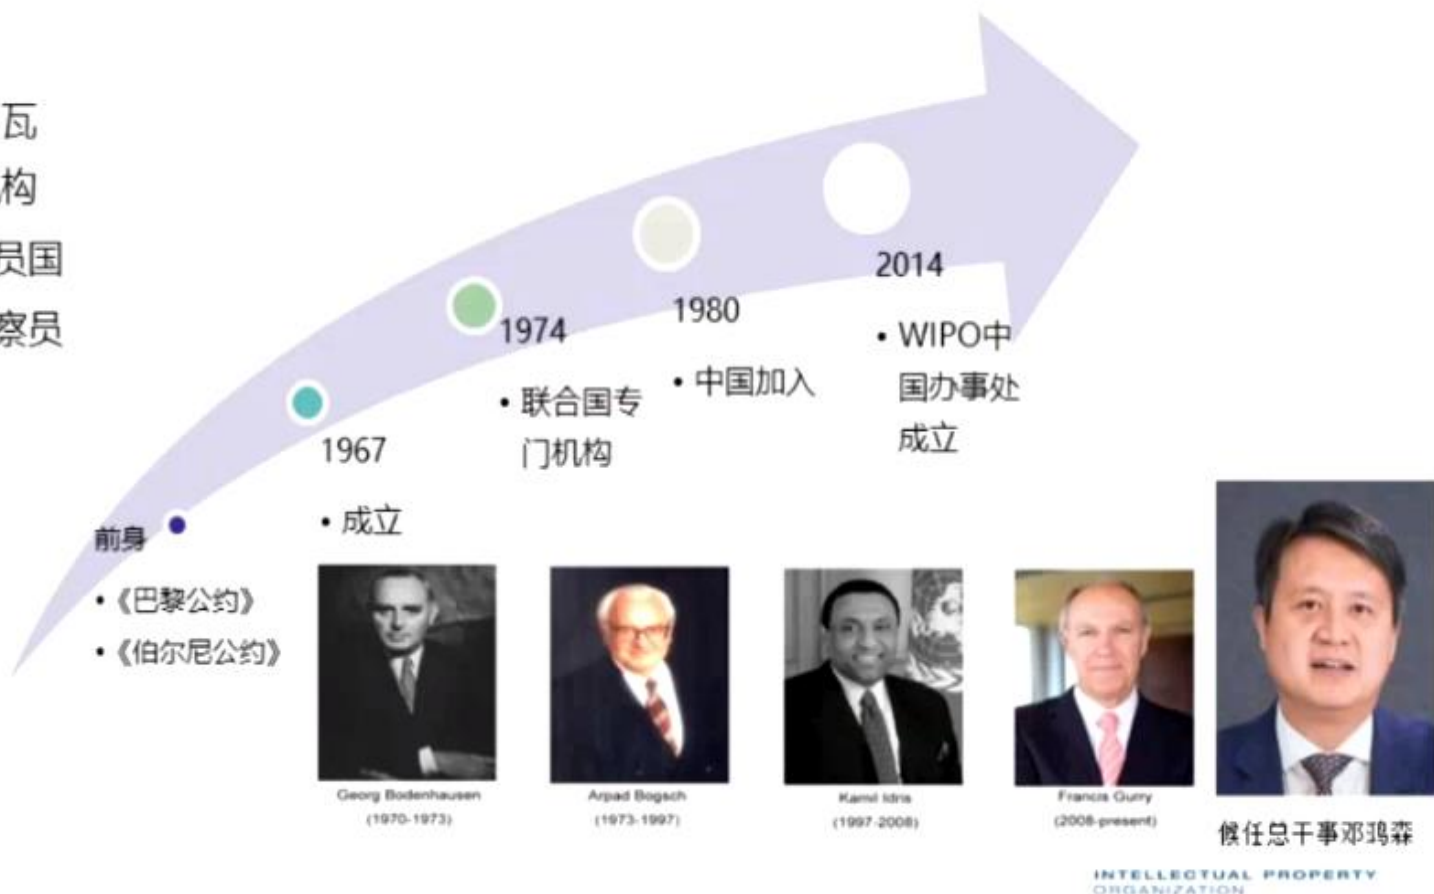 瓦
构
员国
察员
前身
•《巴黎公约》
•《伯尔尼公约》
1967
• 成立
1974
• 联合国专
门机构
1980
• 中国加入
2014
• WIPO中
国办事处
成立
Georg Bodenhausen
(1970-1973)
Arpad Bogsch
(1973-1997)
Kamil Idris
(1997-2008)
Francis Gurry
(2008-present)
候任总干事邓鸿森
INTELLECTUAL PROPERTY
ORGANIZATION